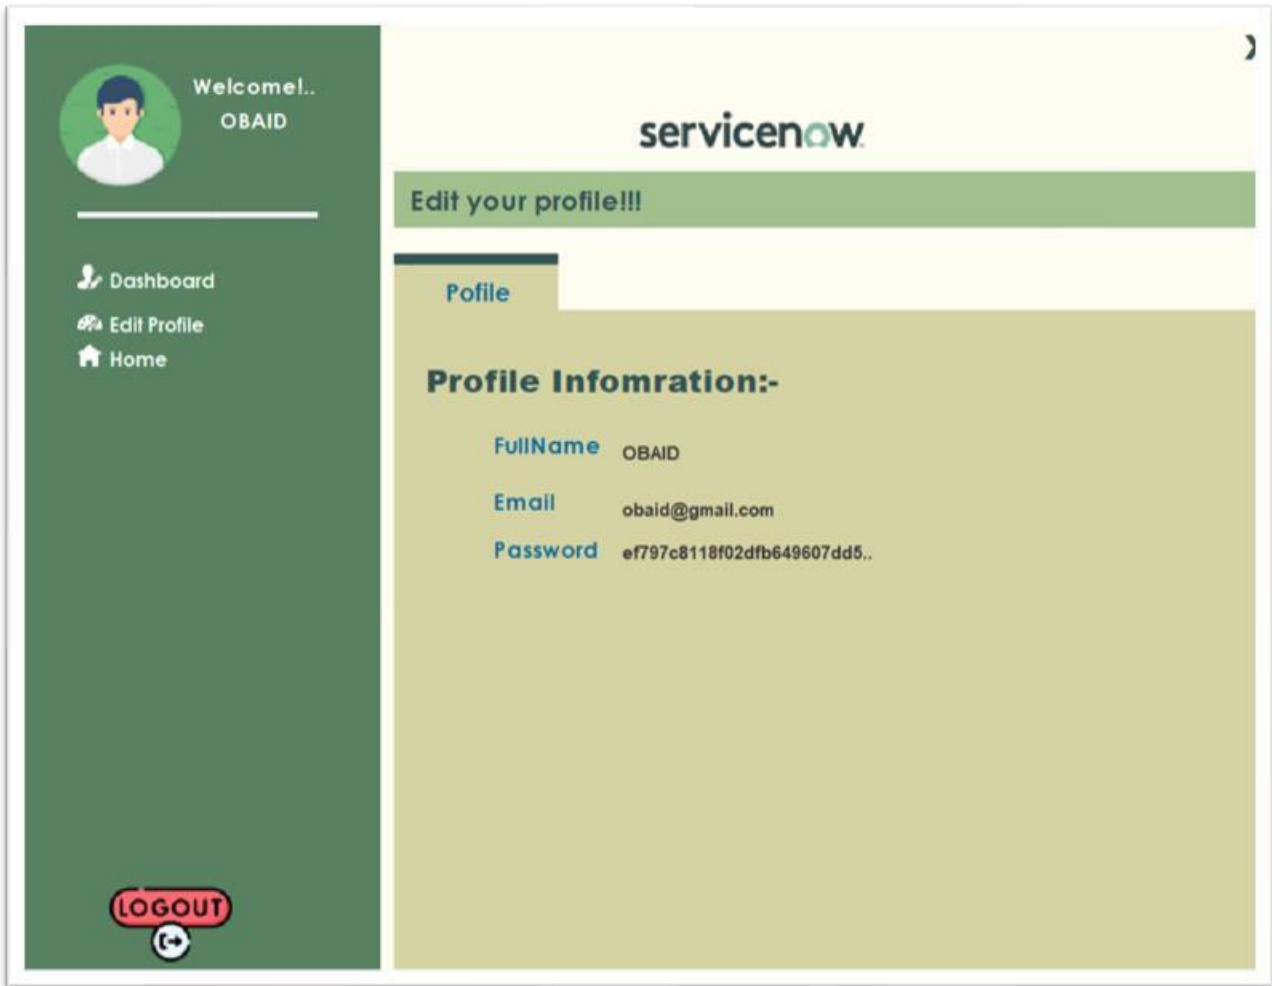 Welcome!..
OBAID
Dashboard
Edit Profile
Home
LOGOUT
X
servicenow
Edit your profile!!!
Pofile
Profile Infomration:-
FullName OBAID
Email obaid@gmail.com
Password ef797c8118f02dfb649607dd5..